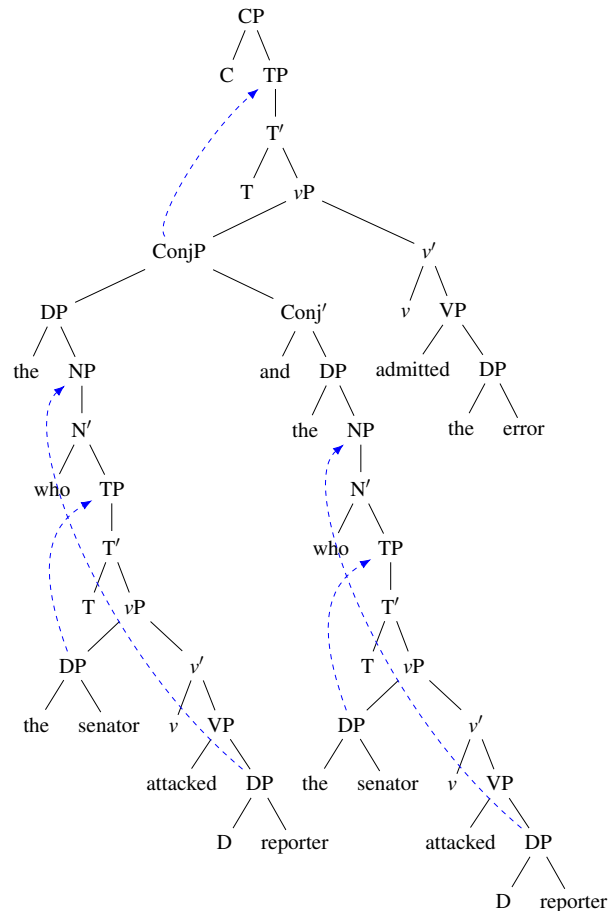 CP
C TP
T′
T vP
ConjP v′
DP Conj′ v VP
the NP and DP admitted DP
N′ the NP the error
who TP N′
T′ who TP
T vP T′
DP v′ T vP
the senator v VP DP v′
attacked DP the senator v VP
D reporter attacked DP
D reporter